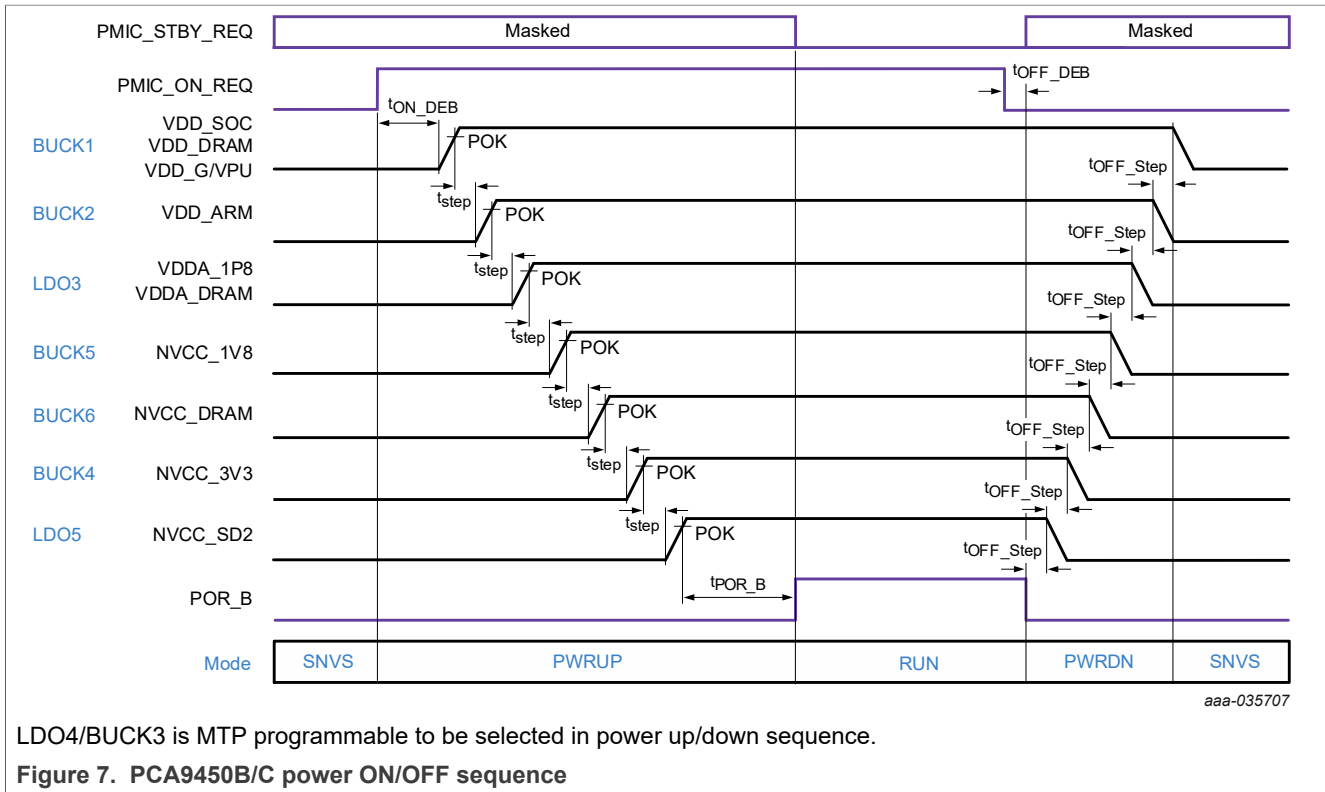 PMIC_STBY_REQ Masked Masked
PMIC_ON_REQ tOFF_DEB
tON_DEB
VDD_SOC
BUCK1 VDD_DRAM POK
VDD_G/VPU tOFF_Step
tstep
BUCK2 VDD_ARM POK
tOFF_Step
VDDA_1P8 tstep
LDO3 POK
VDDA_DRAM
tOFF_Step
tstep
BUCK5 NVCC_1V8 POK
tOFF_Step
tstep
BUCK6 NVCC_DRAM POK
tOFF_Step
tstep
BUCK4 NVCC_3V3 POK
tOFF_Step
tstep
LDO5 NVCC_SD2 POK
tOFF_Step
tPOR_B
POR_B
Mode SNVS PWRUP RUN PWRDN SNVS
aaa-035707
LDO4/BUCK3 is MTP programmable to be selected in power up/down sequence.
Figure 7. PCA9450B/C power ON/OFF sequence